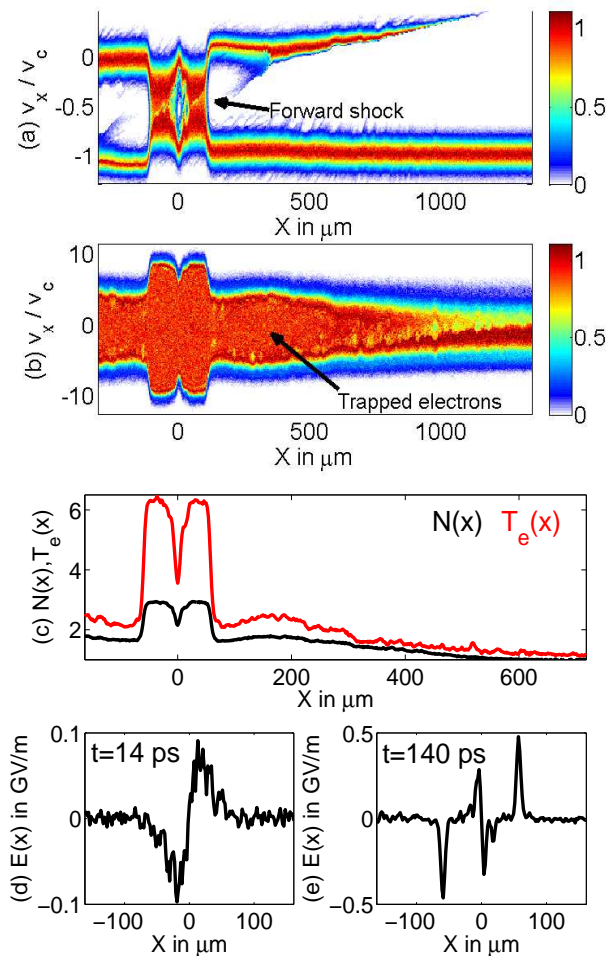 (a) v_x / v_c
0
-0.5
-1
Forward shock
0 500 1000
X in μm
1
0.5
0
(b) v_x / v_c
10
0
-10
Trapped electrons
0 500 1000
X in μm
1
0.5
0
(c) N(x),T_e(x)
6
4
2
N(x) T_e(x)
0 200 400 600
X in μm
(d) E(x) in GV/m
0.1
0
−0.1
t=14 ps
−100 0 100
X in μm
(e) E(x) in GV/m
0.5
0
−0.5
t=140 ps
−100 0 100
X in μm